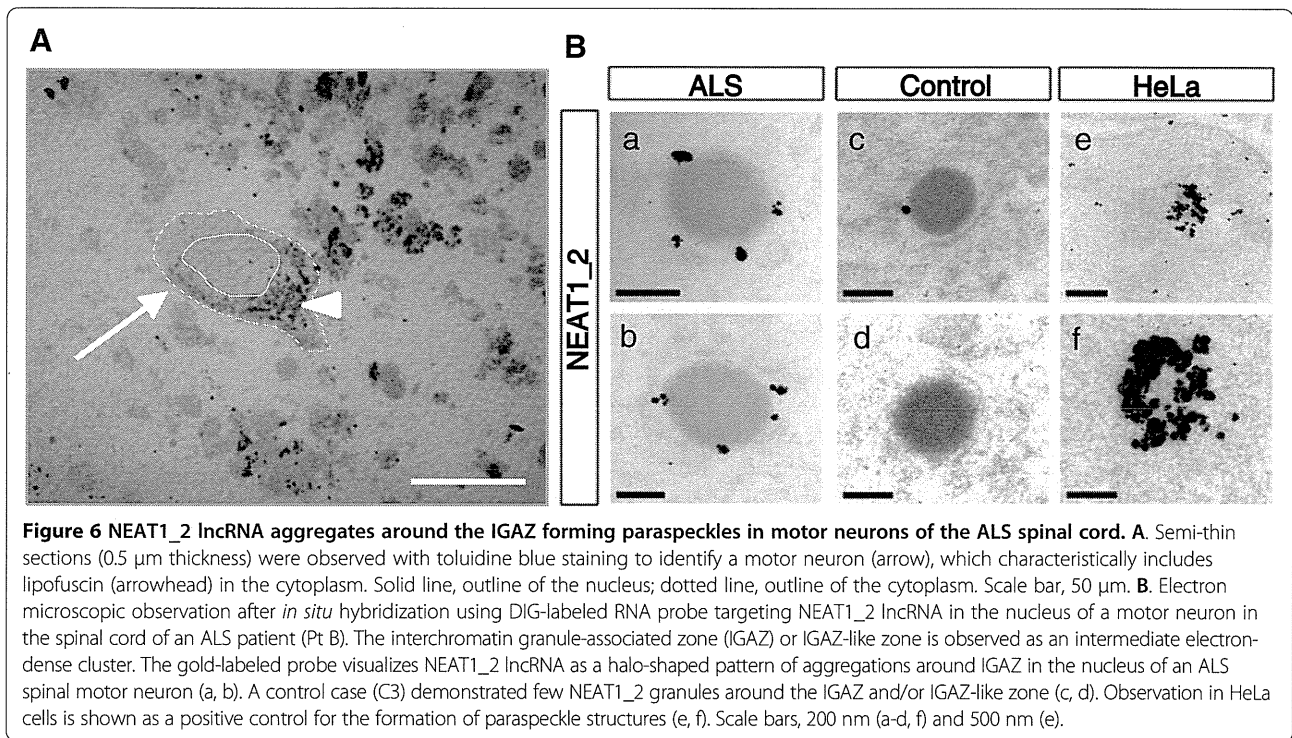 A
B
ALS
Control
HeLa
NEAT1_2
a
c
e
b
d
f
Figure 6 NEAT1_2 lncRNA aggregates around the IGAZ forming paraspeckles in motor neurons of the ALS spinal cord. A. Semi-thin
sections (0.5 μm thickness) were observed with toluidine blue staining to identify a motor neuron (arrow), which characteristically includes
lipofuscin (arrowhead) in the cytoplasm. Solid line, outline of the nucleus; dotted line, outline of the cytoplasm. Scale bar, 50 μm. B. Electron
microscopic observation after in situ hybridization using DIG-labeled RNA probe targeting NEAT1_2 lncRNA in the nucleus of a motor neuron in
the spinal cord of an ALS patient (Pt B). The interchromatin granule-associated zone (IGAZ) or IGAZ-like zone is observed as an intermediate electron-
dense cluster. The gold-labeled probe visualizes NEAT1_2 lncRNA as a halo-shaped pattern of aggregations around IGAZ in the nucleus of an ALS
spinal motor neuron (a, b). A control case (C3) demonstrated few NEAT1_2 granules around the IGAZ and/or IGAZ-like zone (c, d). Observation in HeLa
cells is shown as a positive control for the formation of paraspeckle structures (e, f). Scale bars, 200 nm (a-d, f) and 500 nm (e).